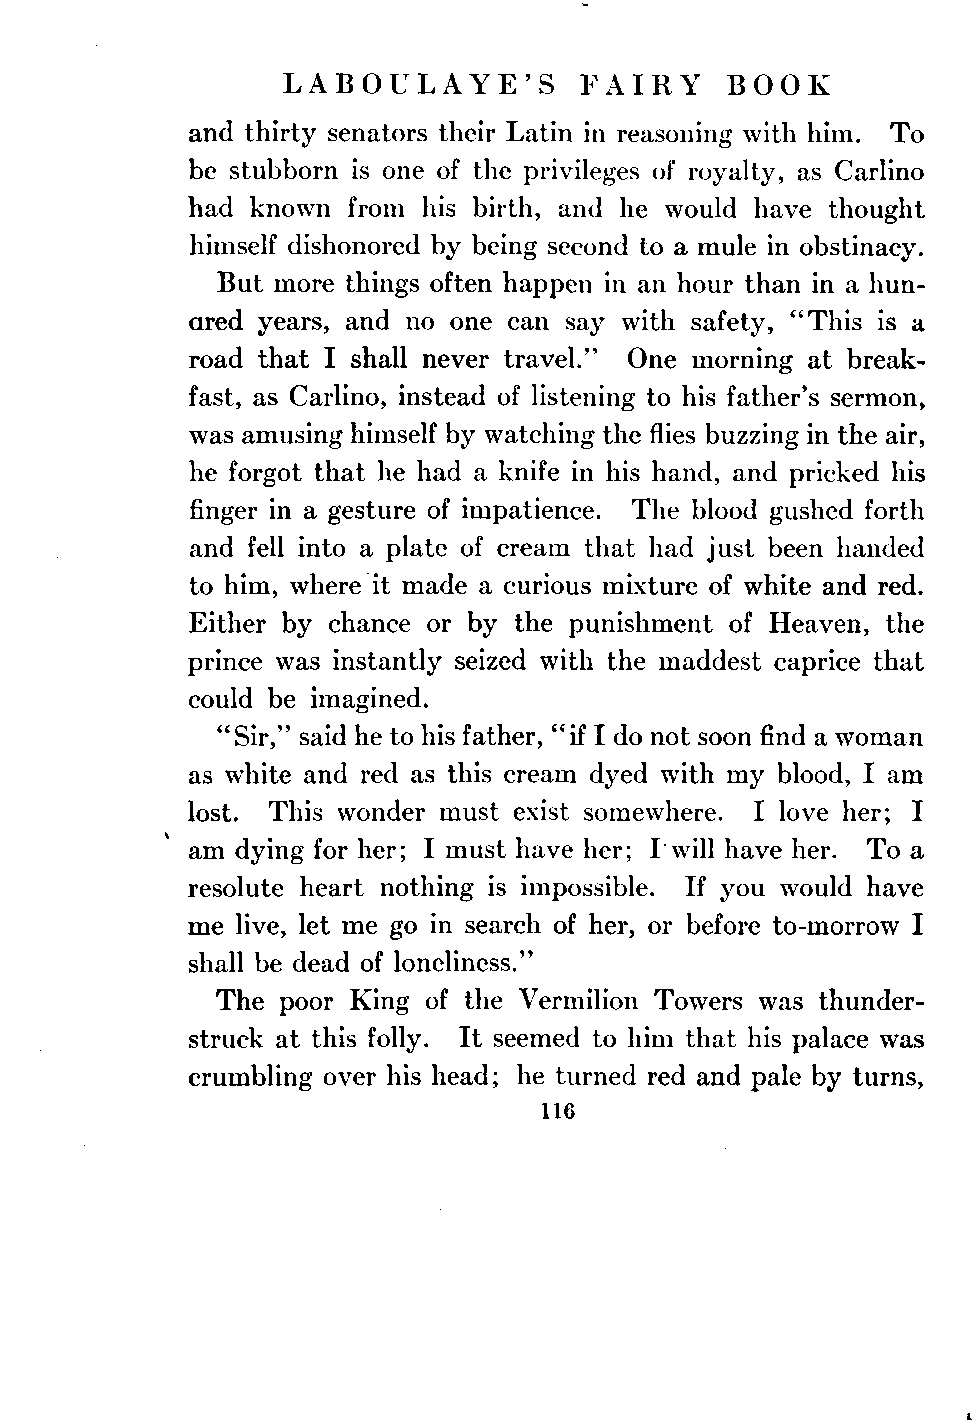 LABOULAYE'S FAIRY BOOK
and thirty senators their Latin in reasoning with him. To
be stubborn is one of the privileges of royalty, as Carlino
had known from his birth, and he would have thought
himself dishonored by being second to a mule in obstinacy.
But more things often happen in an hour than in a hun-
ared years, and no one can say with safety, "This is a
road that I shall never travel." One morning at break-
fast, as Carlino, instead of listening to his father's sermon,
was amusing himself by watching the flies buzzing in the air,
he forgot that he had a knife in his hand, and pricked his
finger in a gesture of impatience. The blood gushed forth
and fell into a plate of cream that had just been handed
to him, where it made a curious mixture of white and red.
Either by chance or by the punishment of Heaven, the
prince was instantly seized with the maddest caprice that
could be imagined.
"Sir," said he to his father, "if I do not soon find a woman
as white and red as this cream dyed with my blood, I am
lost. This wonder must exist somewhere. I love her; I
am dying for her; I must have her; I will have her. To a
resolute heart nothing is impossible. If you would have
me live, let me go in search of her, or before to-morrow I
shall be dead of loneliness."
The poor King of the Vermilion Towers was thunder-
struck at this folly. It seemed to him that his palace was
crumbling over his head; he turned red and pale by turns,
116